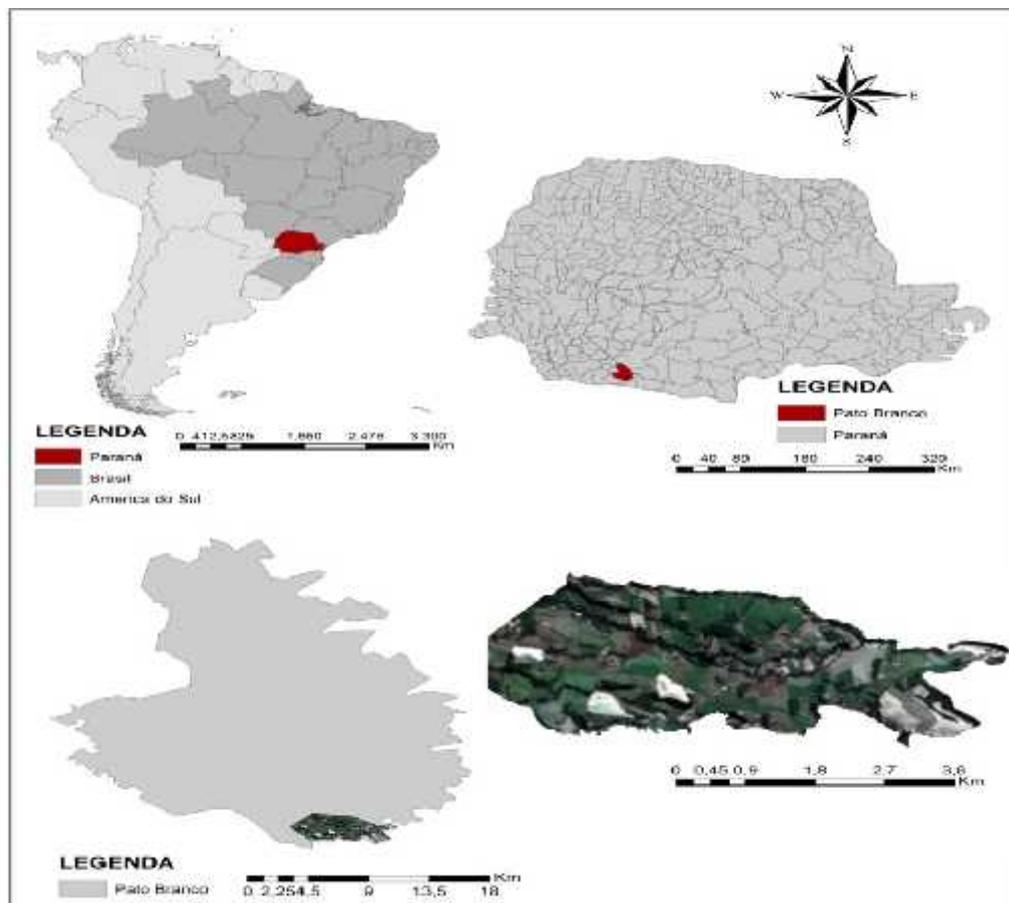 N
W E
S
LEGENDA
Paraná
Brasil
America do Sul
0 412,5825 1.650 2.475 3.300
Km
LEGENDA
Pato Branco
Paraná
0 40 80 160 240 320
Km
0 0,45 0,9 1,8 2,7 3,6
Km
LEGENDA
Pato Branco
0 2,254,5 9 13,5 18
Km